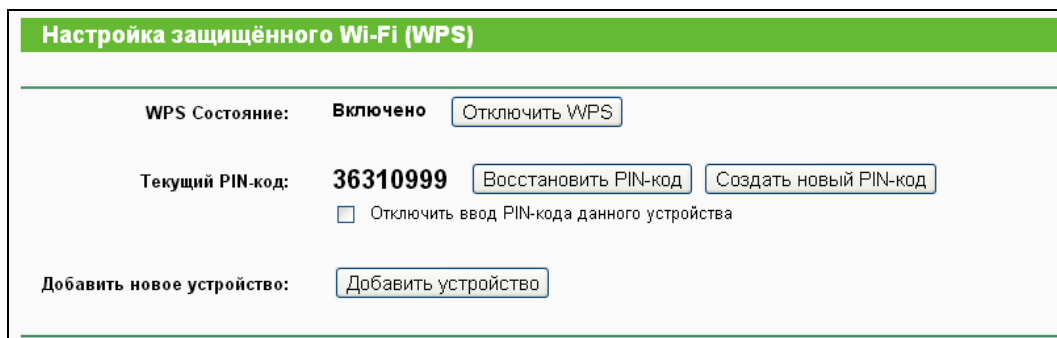 Настройка защищённого Wi-Fi (WPS)
WPS Состояние: Включено Отключить WPS
Текущий PIN-код: 36310999 Восстановить PIN-код Создать новый PIN-код
Отключить ввод PIN-кода данного устройства
Добавить новое устройство: Добавить устройство